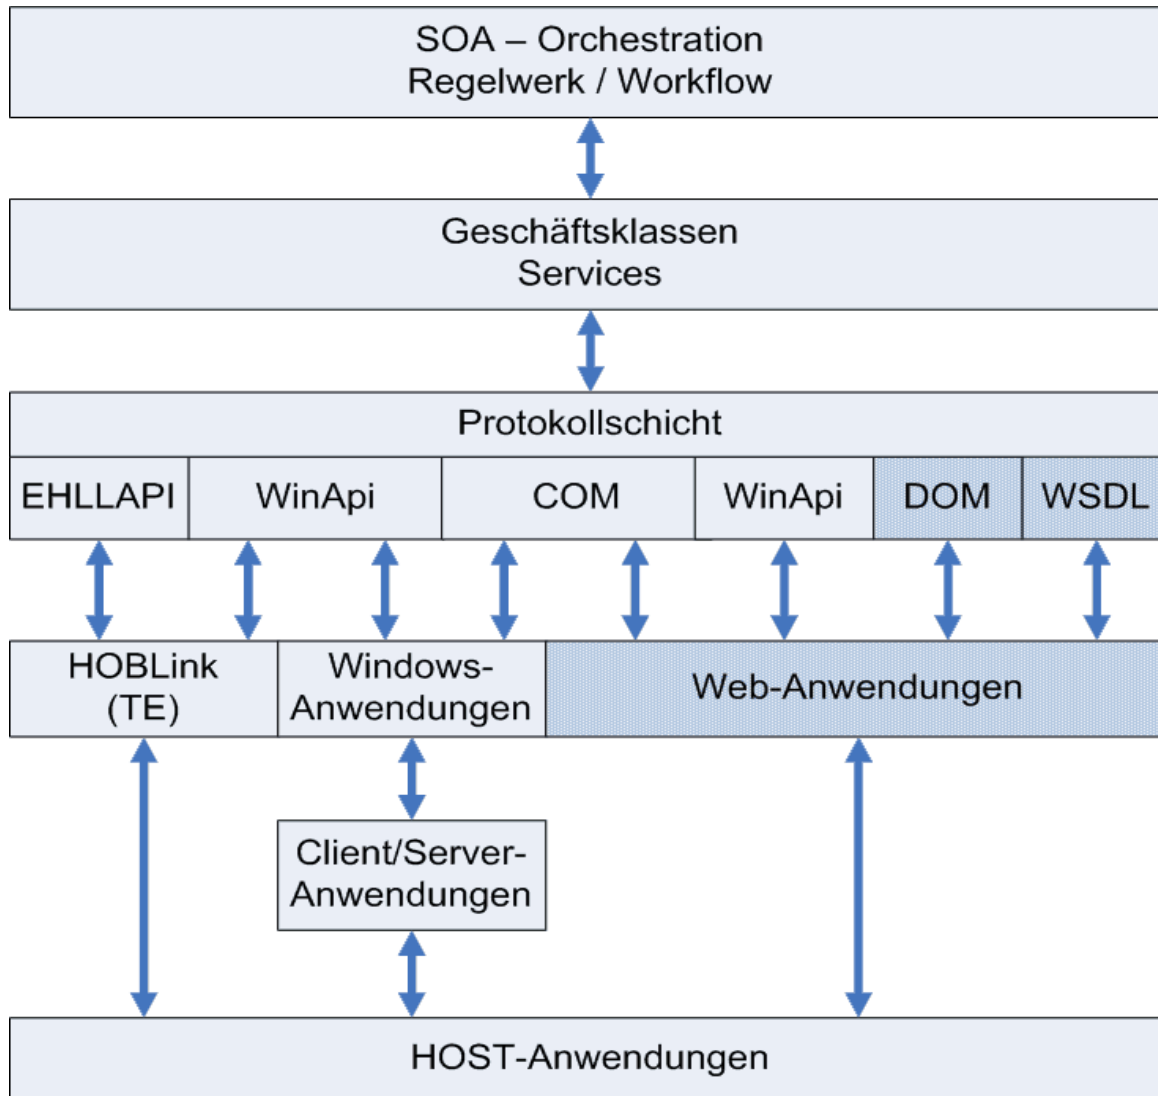 SOA – Orchestration
Regelwerk / Workflow
Geschäftsklassen
Services
Protokollschicht
EHLLAPI
WinApi
COM
WinApi
DOM
WSDL
HOBLink
(TE)
Windows-
Anwendungen
Web-Anwendungen
Client/Server-
Anwendungen
HOST-Anwendungen